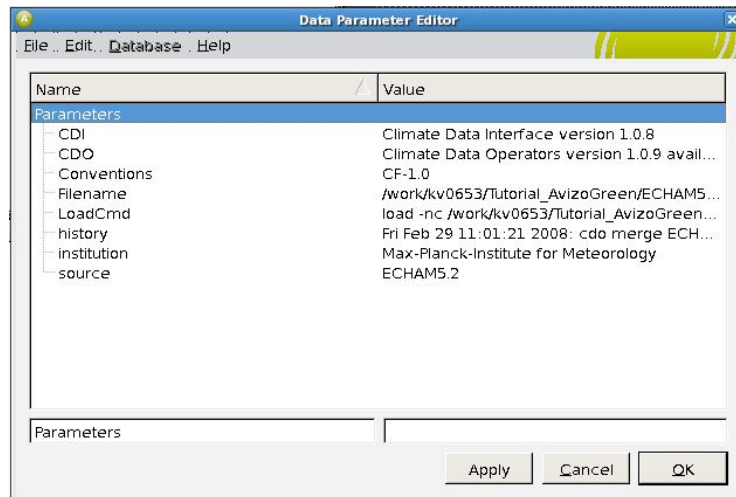 Data Parameter Editor
File Edit Database Help
Name Value
Parameters
CDI Climate Data Interface version 1.0.8
CDO Climate Data Operators version 1.0.9 avail...
Conventions CF-1.0
Filename /work/kv0653/Tutorial_AvizoGreen/ECHAM5...
LoadCmd load -nc /work/kv0653/Tutorial_AvizoGreen...
history Fri Feb 29 11:01:21 2008: cdo merge ECH...
institution Max-Planck-Institute for Meteorology
source ECHAM5.2
Parameters
Apply Cancel OK